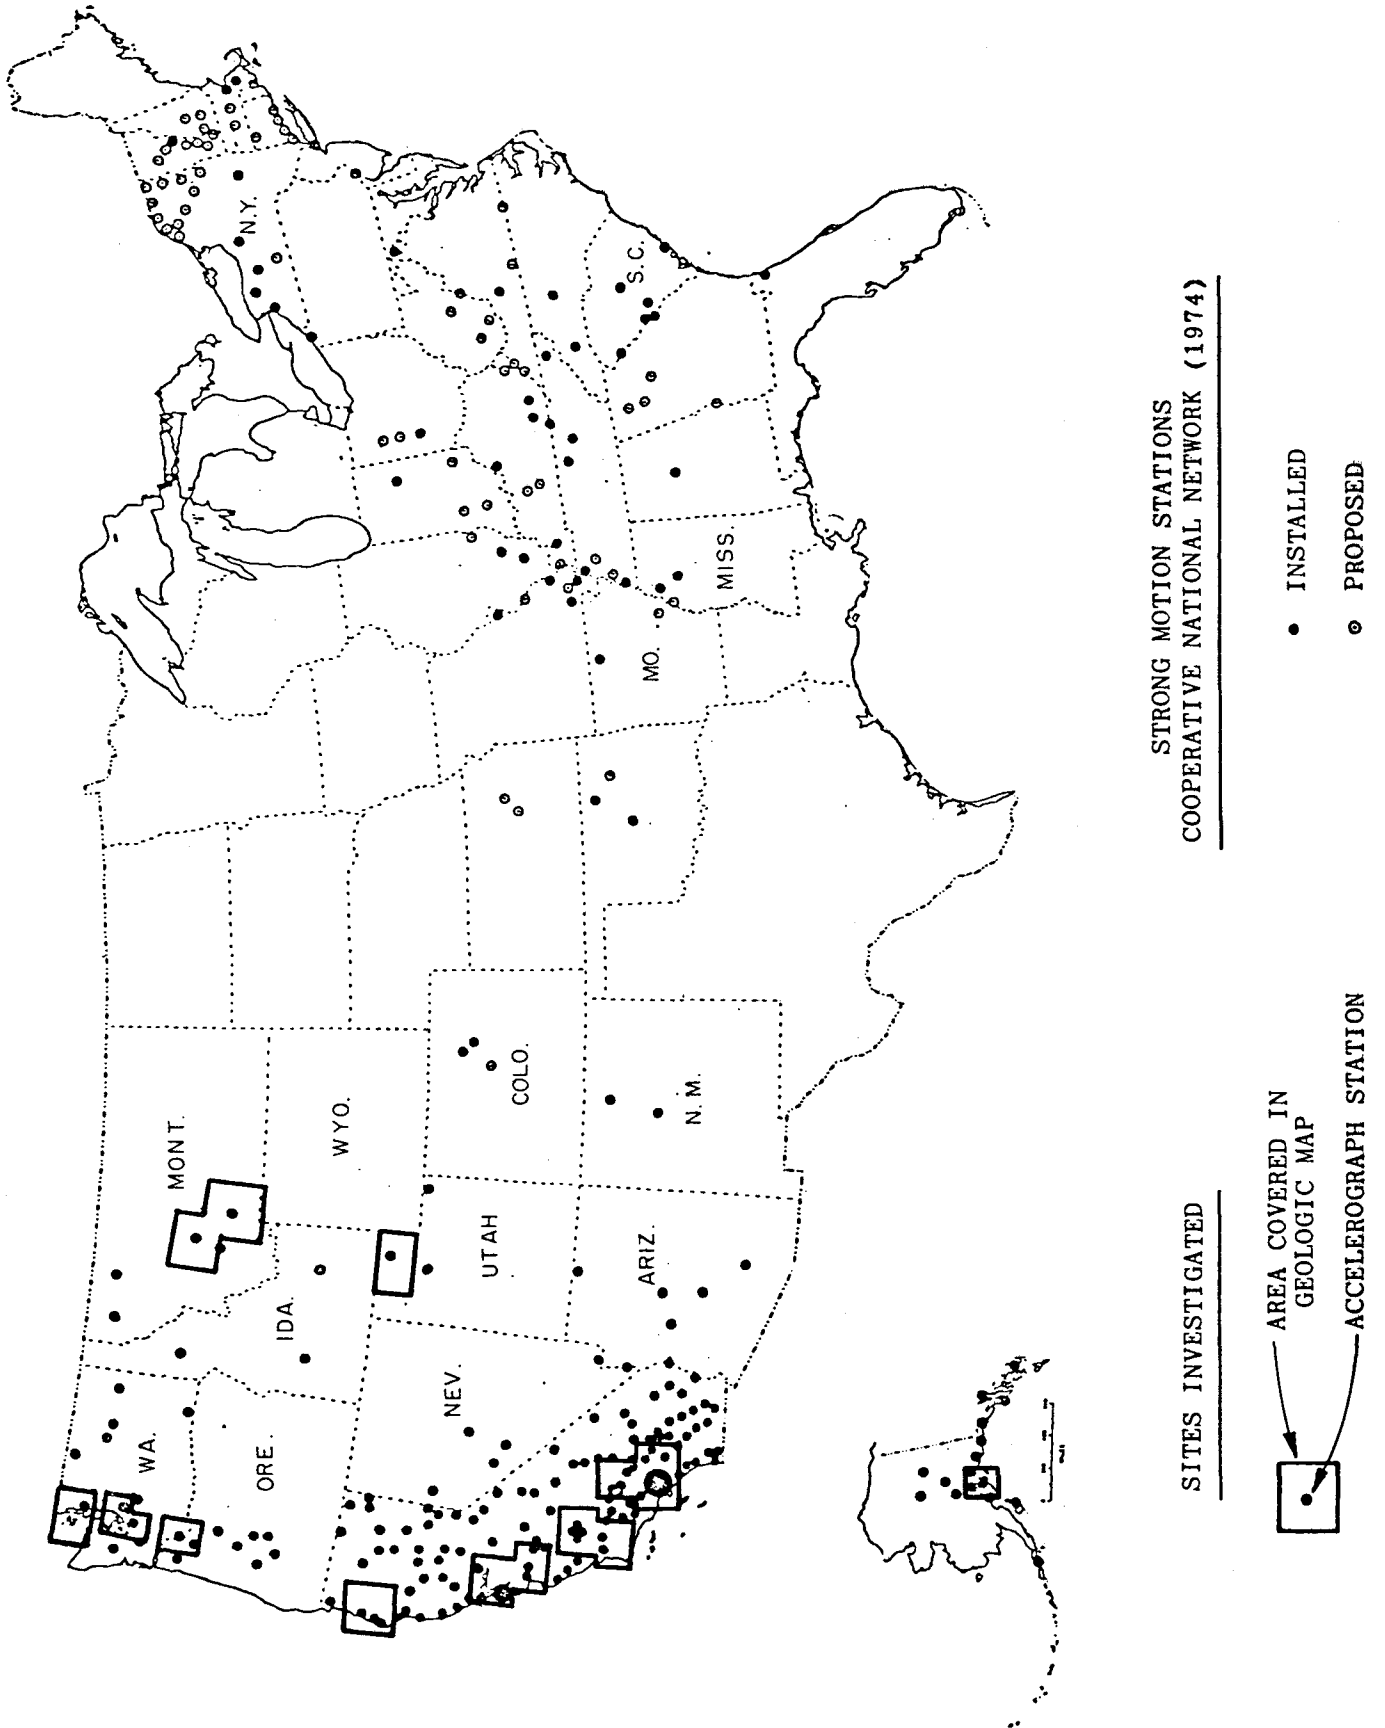 WA.
MONT.
ORE.
IDA.
WYO.
NEV.
UTAH
COLO.
ARIZ.
N.M.
MO.
MISS.
S.C.
N.Y.
SITES INVESTIGATED
AREA COVERED IN
GEOLOGIC MAP
ACCELEROGRAPH STATION
STRONG MOTION STATIONS
COOPERATIVE NATIONAL NETWORK (1974)
INSTALLED
PROPOSED